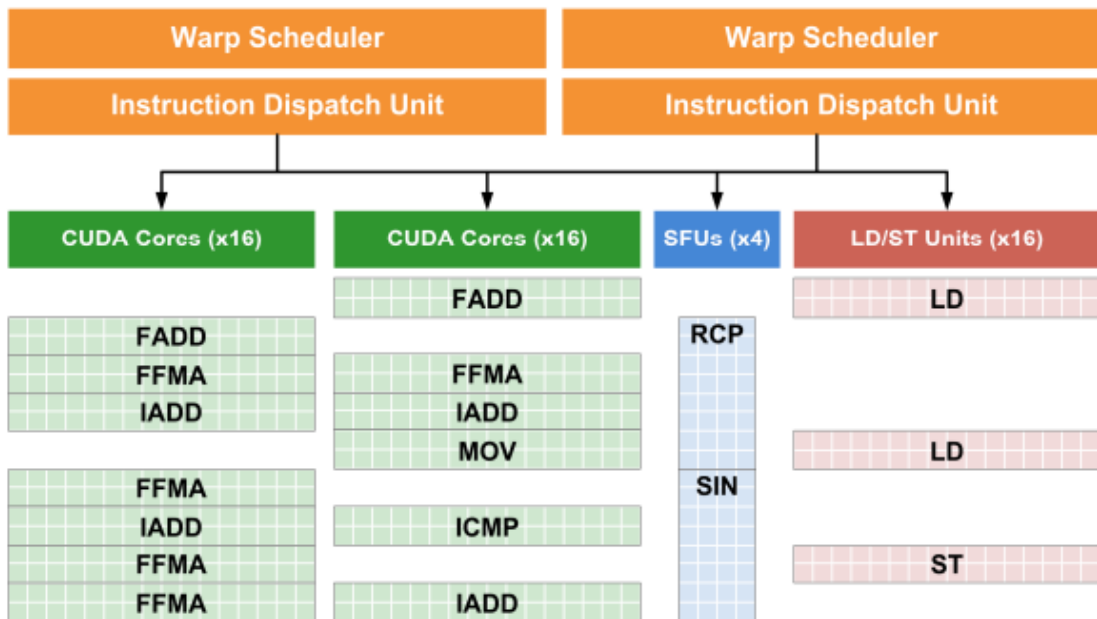 Warp Scheduler Warp Scheduler
Instruction Dispatch Unit Instruction Dispatch Unit
CUDA Cores (x16) CUDA Cores (x16) SFUs (x4) LD/ST Units (x16)
FADD LD
FADD RCP
FFMA FFMA
IADD IADD
MOV LD
FFMA SIN
IADD ICMP
FFMA ST
FFMA IADD